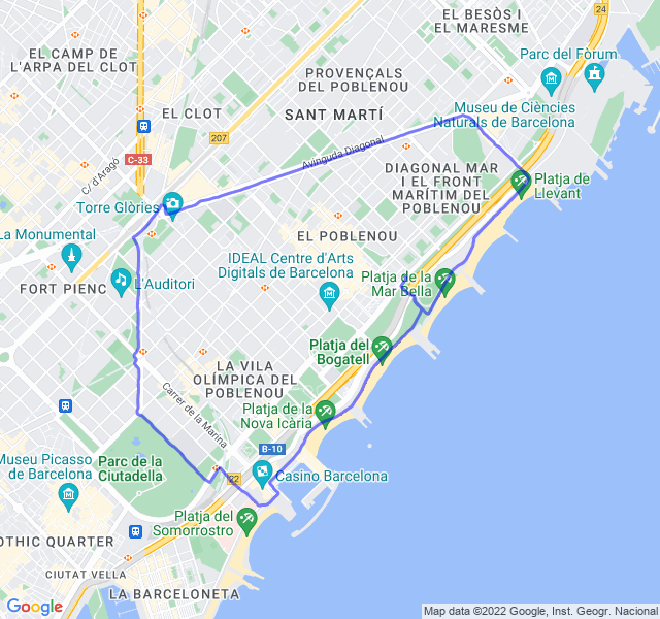 EL BESÒS I
EL MARESME
24
EL CAMP DE
L'ARPA DEL CLOT
Parc del Fòrum
PROVENÇALS
DEL POBLENOU
EL CLOT
SANT MARTÍ
Museu de Ciències
Naturals de Barcelona
207
C-33
Avinguda Diagonal
C/ d'Aragó
DIAGONAL MAR
I EL FRONT
MARÍTIM DEL
POBLENOU
Platja de
Llevant
Torre Glòries
La Monumental
EL POBLENOU
IDEAL Centre d'Arts
Digitals de Barcelona
Platja de la
Mar Bella
FORT PIENC
L'Auditori
Platja del
Bogatell
LA VILA
OLÍMPICA DEL
POBLENOU
Carrer de la Marina
Platja de la
Nova Icària
B-10
Museu Picasso
de Barcelona
Parc de la
Ciutadella
22
Casino Barcelona
Platja del
Somorrostro
OTHIC QUARTER
CIUTAT VELLA
LA BARCELONETA
Google
Map data ©2022 Google, Inst. Geogr. Nacional